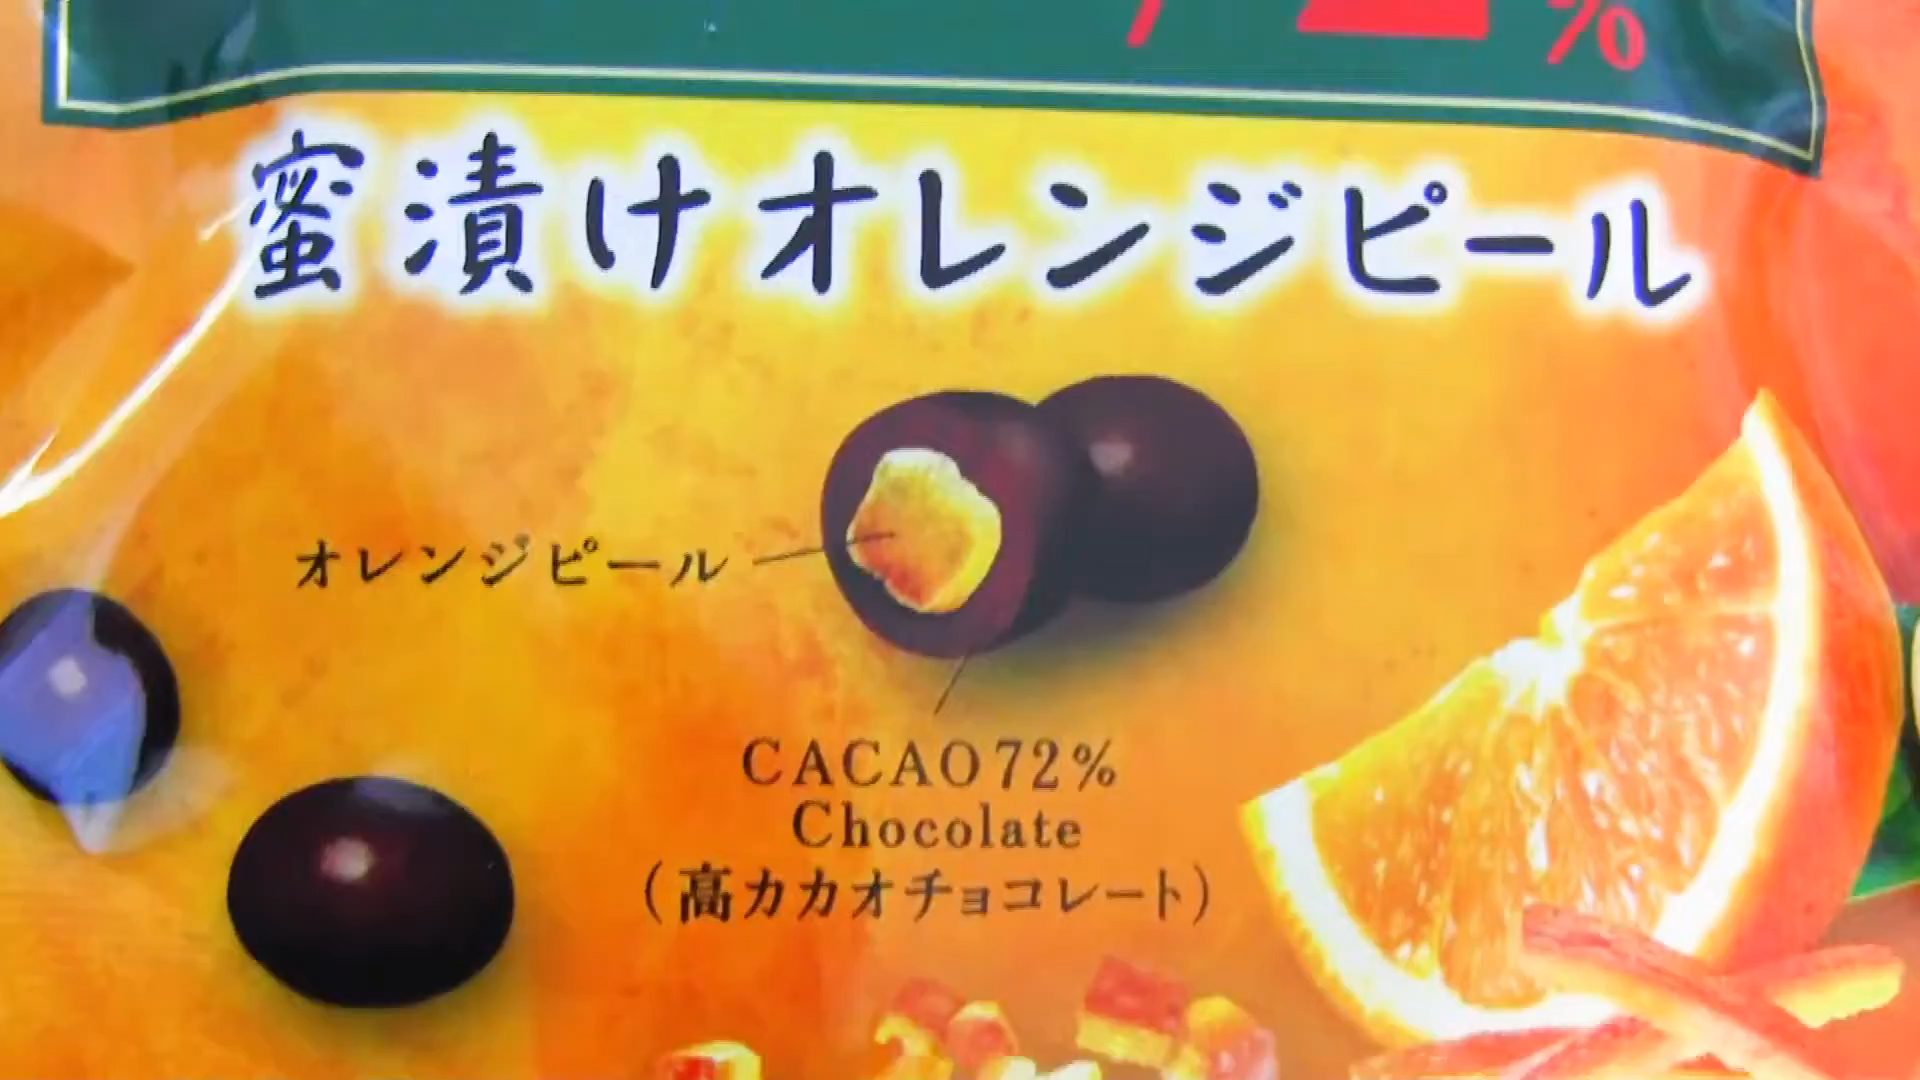 %
蜜漬けオレンジピール
オレンジピール
CACAO72%
Chocolate
(高カカオチョコレート)